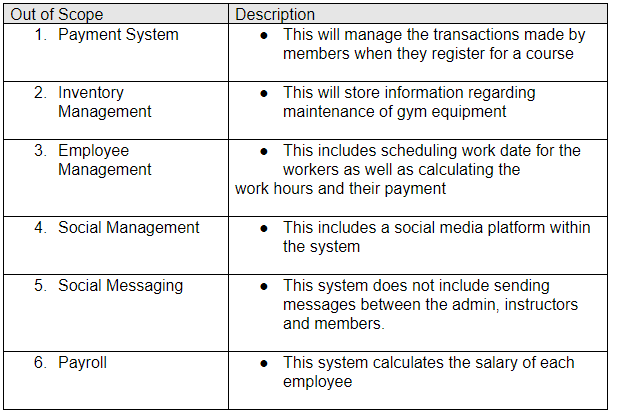 Out of Scope Description
1. Payment System
● This will manage the transactions made by
members when they register for a course
2. Inventory
Management
● This will store information regarding
maintenance of gym equipment
3. Employee
Management
● This includes scheduling work date for the
workers as well as calculating the
work hours and their payment
4. Social Management
● This includes a social media platform within
the system
5. Social Messaging
● This system does not include sending
messages between the admin, instructors
and members.
6. Payroll
● This system calculates the salary of each
employee